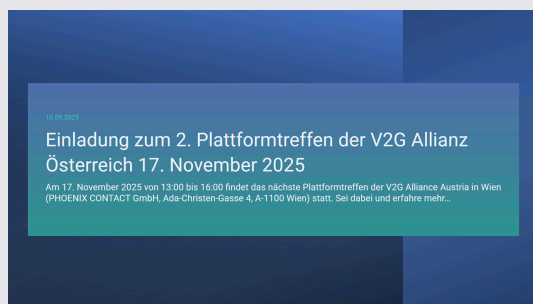 10.09.2025
Einladung zum 2. Plattformtreffen der V2G Allianz
Österreich 17. November 2025
Am 17. November 2025 von 13:00 bis 16:00 findet das nächste Plattformtreffen der V2G Alliance Austria in Wien
(PHOENIX CONTACT GmbH, Ada-Christen-Gasse 4, A-1100 Wien) statt. Sei dabei und erfahre mehr...